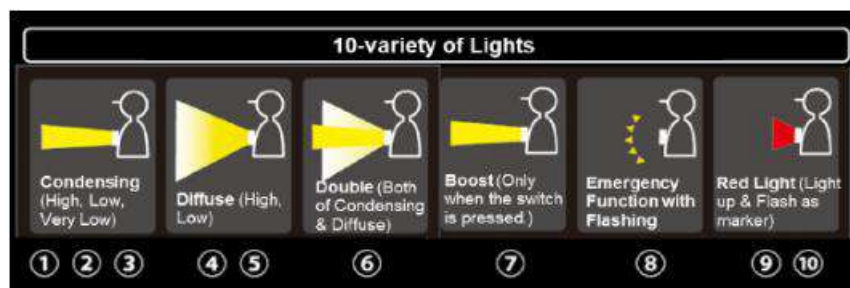 10-variety of Lights
Condensing
(High, Low,
Very Low)
Diffuse (High,
Low)
Double (Both
of Condensing
& Diffuse)
Boost (Only
when the switch
is pressed.)
Emergency
Function with
Flashing
Red Light (Light
up & Flash as
marker)
① ② ③ ④ ⑤ ⑥ ⑦ ⑧ ⑨ ⑩